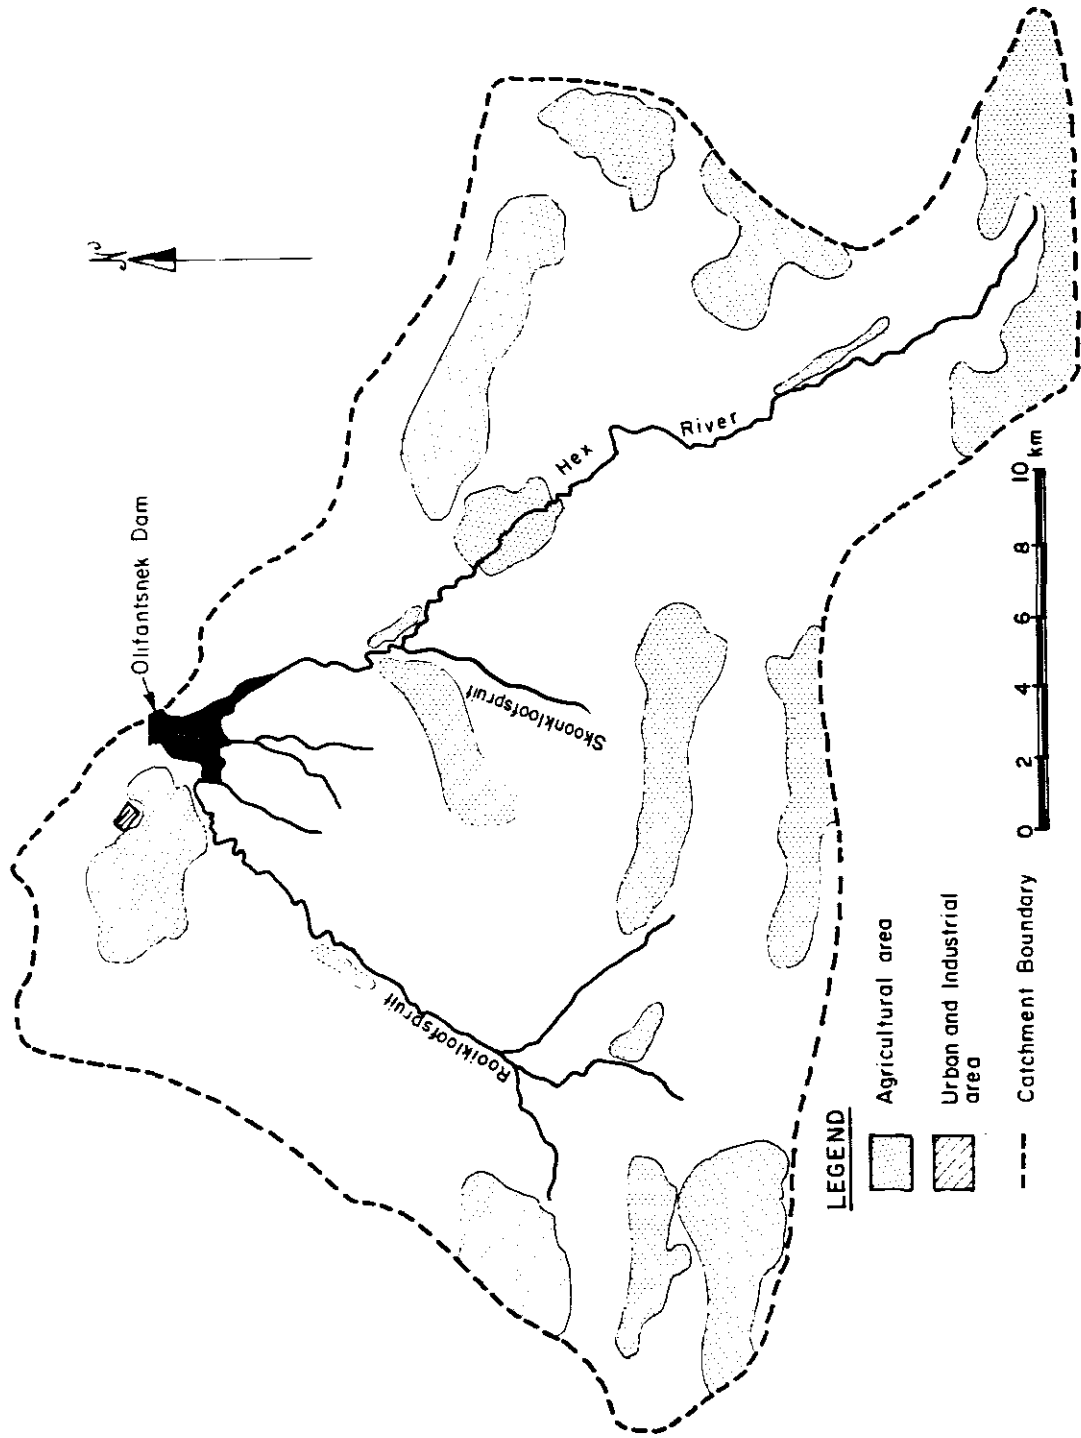 N
Olifantsnek Dam
Hex River
Skoonkloofspruit
Rooikloofspruit
0 2 4 6 8 10 km
LEGEND
Agricultural area
Urban and Industrial
area
Catchment Boundary